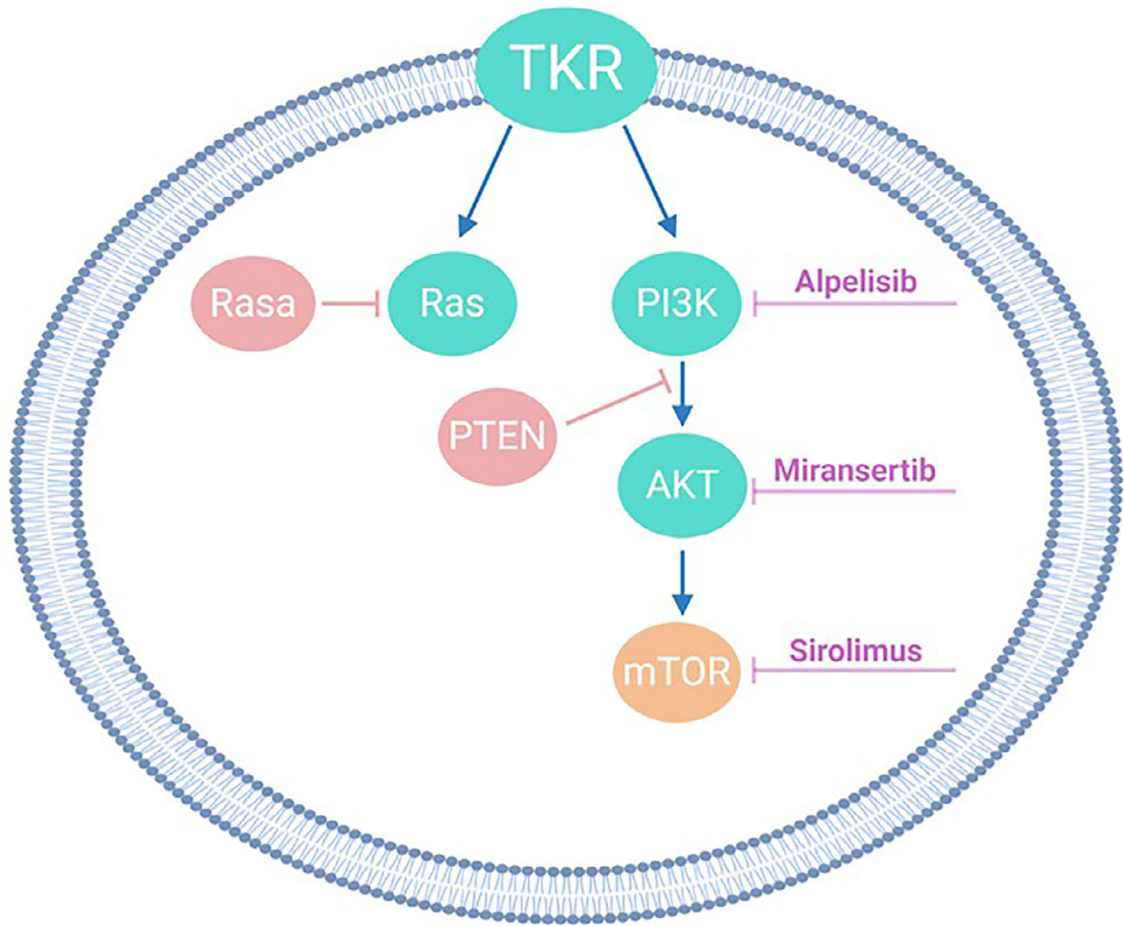 TKR
Rasa
Ras
PI3K
Alpelisib
PTEN
AKT
Miransertib
mTOR
Sirolimus